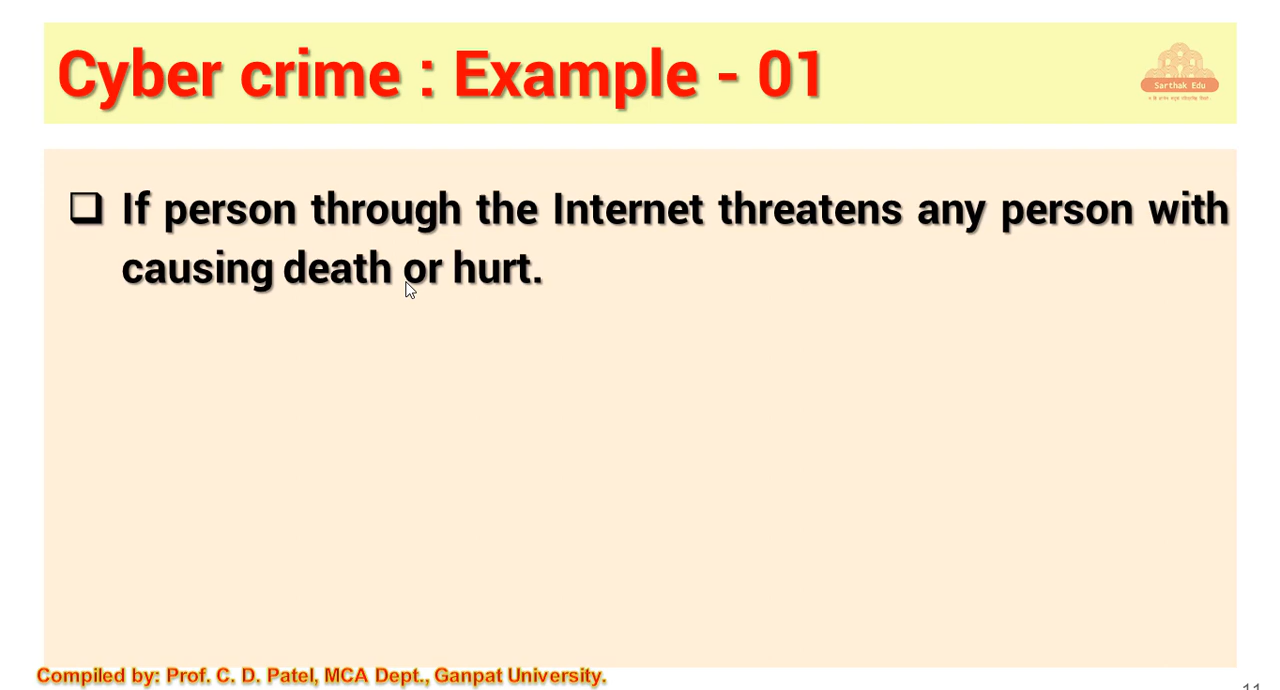 Cyber crime : Example - 01
Sarthak Edu
If person through the Internet threatens any person with
causing death or hurt.
Compiled by: Prof. C. D. Patel, MCA Dept., Ganpat University.
11